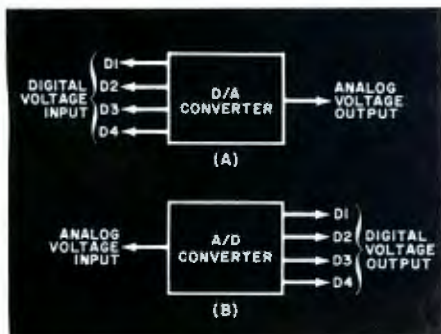 DIGITAL
VOLTAGE
INPUT
D1
D2
D3
D4
D/A
CONVERTER
ANALOG
VOLTAGE
OUTPUT
(A)
ANALOG
VOLTAGE
INPUT
A/D
CONVERTER
D1
D2
D3
D4
DIGITAL
VOLTAGE
OUTPUT
(B)